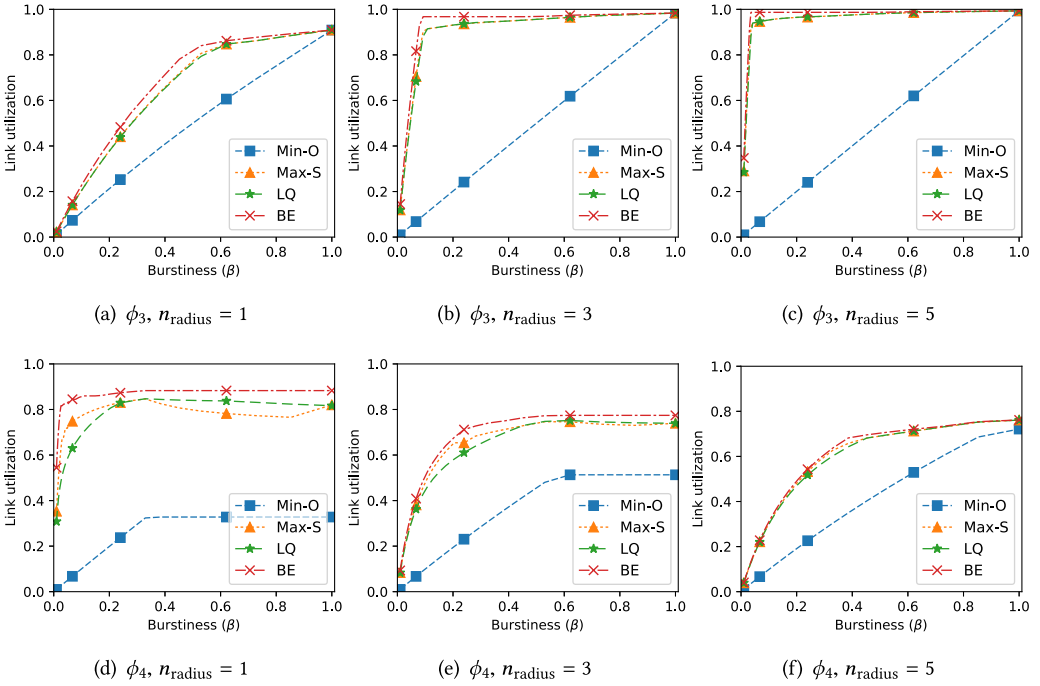 1.0
0.8
0.6
0.4
0.2
0.0
Link utilization
0.0 0.2 0.4 0.6 0.8 1.0
Burstiness (β)
Min-O
Max-S
LQ
BE
(a) ϕ₃, n_radius = 1
1.0
0.8
0.6
0.4
0.2
0.0
Link utilization
0.0 0.2 0.4 0.6 0.8 1.0
Burstiness (β)
Min-O
Max-S
LQ
BE
(b) ϕ₃, n_radius = 3
1.0
0.8
0.6
0.4
0.2
0.0
Link utilization
0.0 0.2 0.4 0.6 0.8 1.0
Burstiness (β)
Min-O
Max-S
LQ
BE
(c) ϕ₃, n_radius = 5
1.0
0.8
0.6
0.4
0.2
0.0
Link utilization
0.0 0.2 0.4 0.6 0.8 1.0
Burstiness (β)
Min-O
Max-S
LQ
BE
(d) ϕ₄, n_radius = 1
1.0
0.8
0.6
0.4
0.2
0.0
Link utilization
0.0 0.2 0.4 0.6 0.8 1.0
Burstiness (β)
Min-O
Max-S
LQ
BE
(e) ϕ₄, n_radius = 3
1.0
0.8
0.6
0.4
0.2
0.0
Link utilization
0.0 0.2 0.4 0.6 0.8 1.0
Burstiness (β)
Min-O
Max-S
LQ
BE
(f) ϕ₄, n_radius = 5